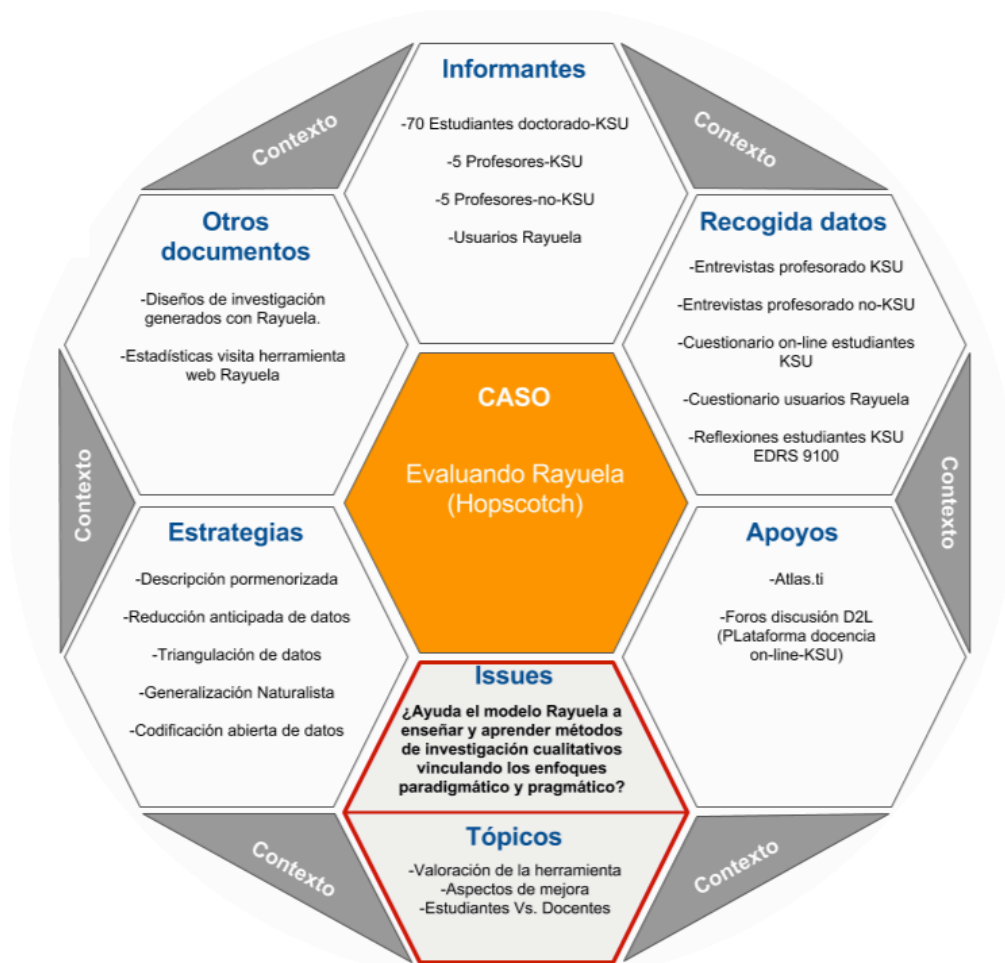 Informantes
-70 Estudiantes doctorado-KSU
-5 Profesores-KSU
-5 Profesores-no-KSU
-Usuarios Rayuela
Contexto
Contexto
Otros
documentos
-Diseños de investigación
generados con Rayuela.
-Estadísticas visita herramienta
web Rayuela
Recogida datos
-Entrevistas profesorado KSU
-Entrevistas profesorado no-KSU
-Cuestionario on-line estudiantes
KSU
-Cuestionario usuarios Rayuela
-Reflexiones estudiantes KSU
EDRS 9100
CASO
Evaluando Rayuela
(Hopscotch)
Contexto
Contexto
Estrategias
-Descripción pormenorizada
-Reducción anticipada de datos
-Triangulación de datos
-Generalización Naturalista
-Codificación abierta de datos
Apoyos
-Atlas.ti
-Foros discusión D2L
(PLataforma docencia
on-line-KSU)
Issues
¿Ayuda el modelo Rayuela a
enseñar y aprender métodos
de investigación cualitativos
vinculando los enfoques
paradigmático y pragmático?
Tópicos
-Valoración de la herramienta
-Aspectos de mejora
-Estudiantes Vs. Docentes
Contexto
Contexto